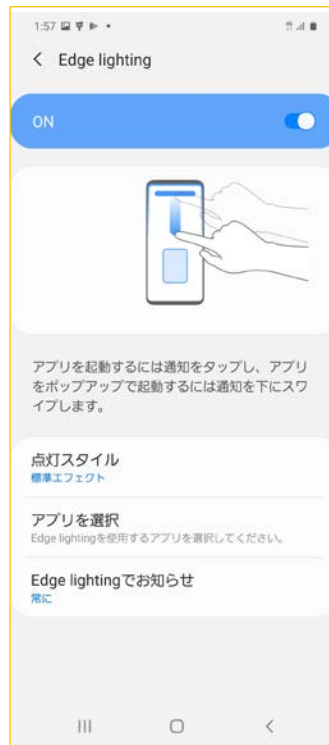 1:57
Edge lighting
ON
アプリを起動するには通知をタップし、アプリ
をポップアップで起動するには通知を下にスワ
イプします。
点灯スタイル
標準エフェクト
アプリを選択
Edge lightingを使用するアプリを選択してください。
Edge lightingでお知らせ
常に